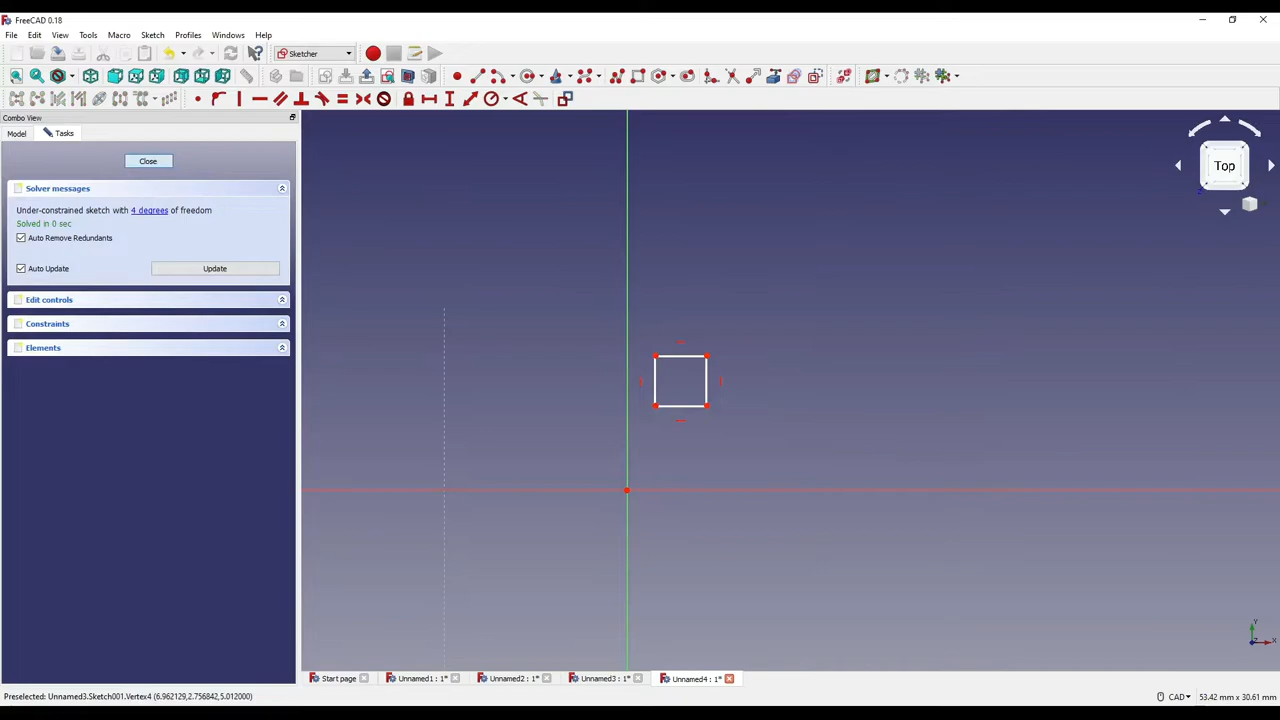 FreeCAD 0.18
File Edit View Tools Macro Sketch Profiles Windows Help
Sketcher
Combo View
Model Tasks
Close
Solver messages
Under-constrained sketch with 4 degrees of freedom
Solved in 0 sec
Auto Remove Redundants
Auto Update Update
Edit controls
Constraints
Elements
Top
Z
Y
X
Z
Start page Unnamed1 : 1* Unnamed2 : 1* Unnamed3 : 1* Unnamed4 : 1*
Preselected: Unnamed3.Sketch001.Vertex4 (6.962129,2.756842,5.012000) CAD 53.42 mm x 30.61 mm